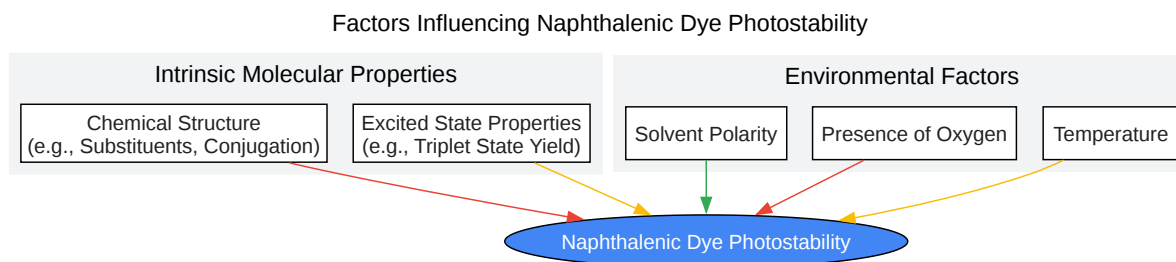 Factors Influencing Naphthalenic Dye Photostability
Intrinsic Molecular Properties
Chemical Structure
(e.g., Substituents, Conjugation)
Excited State Properties
(e.g., Triplet State Yield)
Environmental Factors
Solvent Polarity
Presence of Oxygen
Temperature
Naphthalenic Dye Photostability